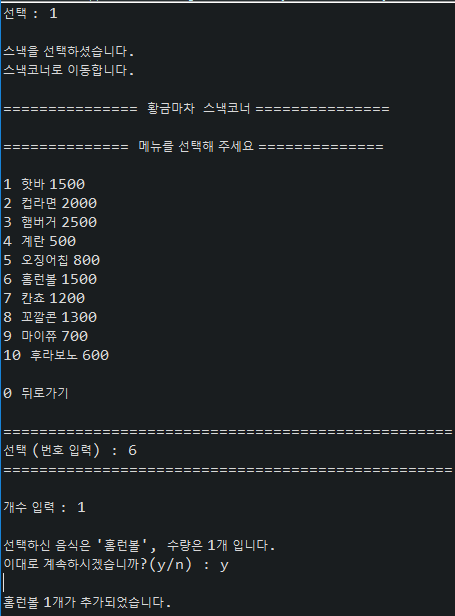 선택 : 1
스낵을 선택하셨습니다.
스낵코너로 이동합니다.
=============== 황금마차 스낵코너 ===============
============== 메뉴를 선택해 주세요 ==============
1 핫바 1500
2 컵라면 2000
3 햄버거 2500
4 계란 500
5 오징어칩 800
6 홈런볼 1500
7 칸쵸 1200
8 꼬깔콘 1300
9 마이쮸 700
10 후라보노 600
0 뒤로가기
==================================================
선택 (번호 입력) : 6
==================================================
개수 입력 : 1
선택하신 음식은 '홈런볼', 수량은 1개 입니다.
이대로 계속하시겠습니까?(y/n) : y
홈런볼 1개가 추가되었습니다.